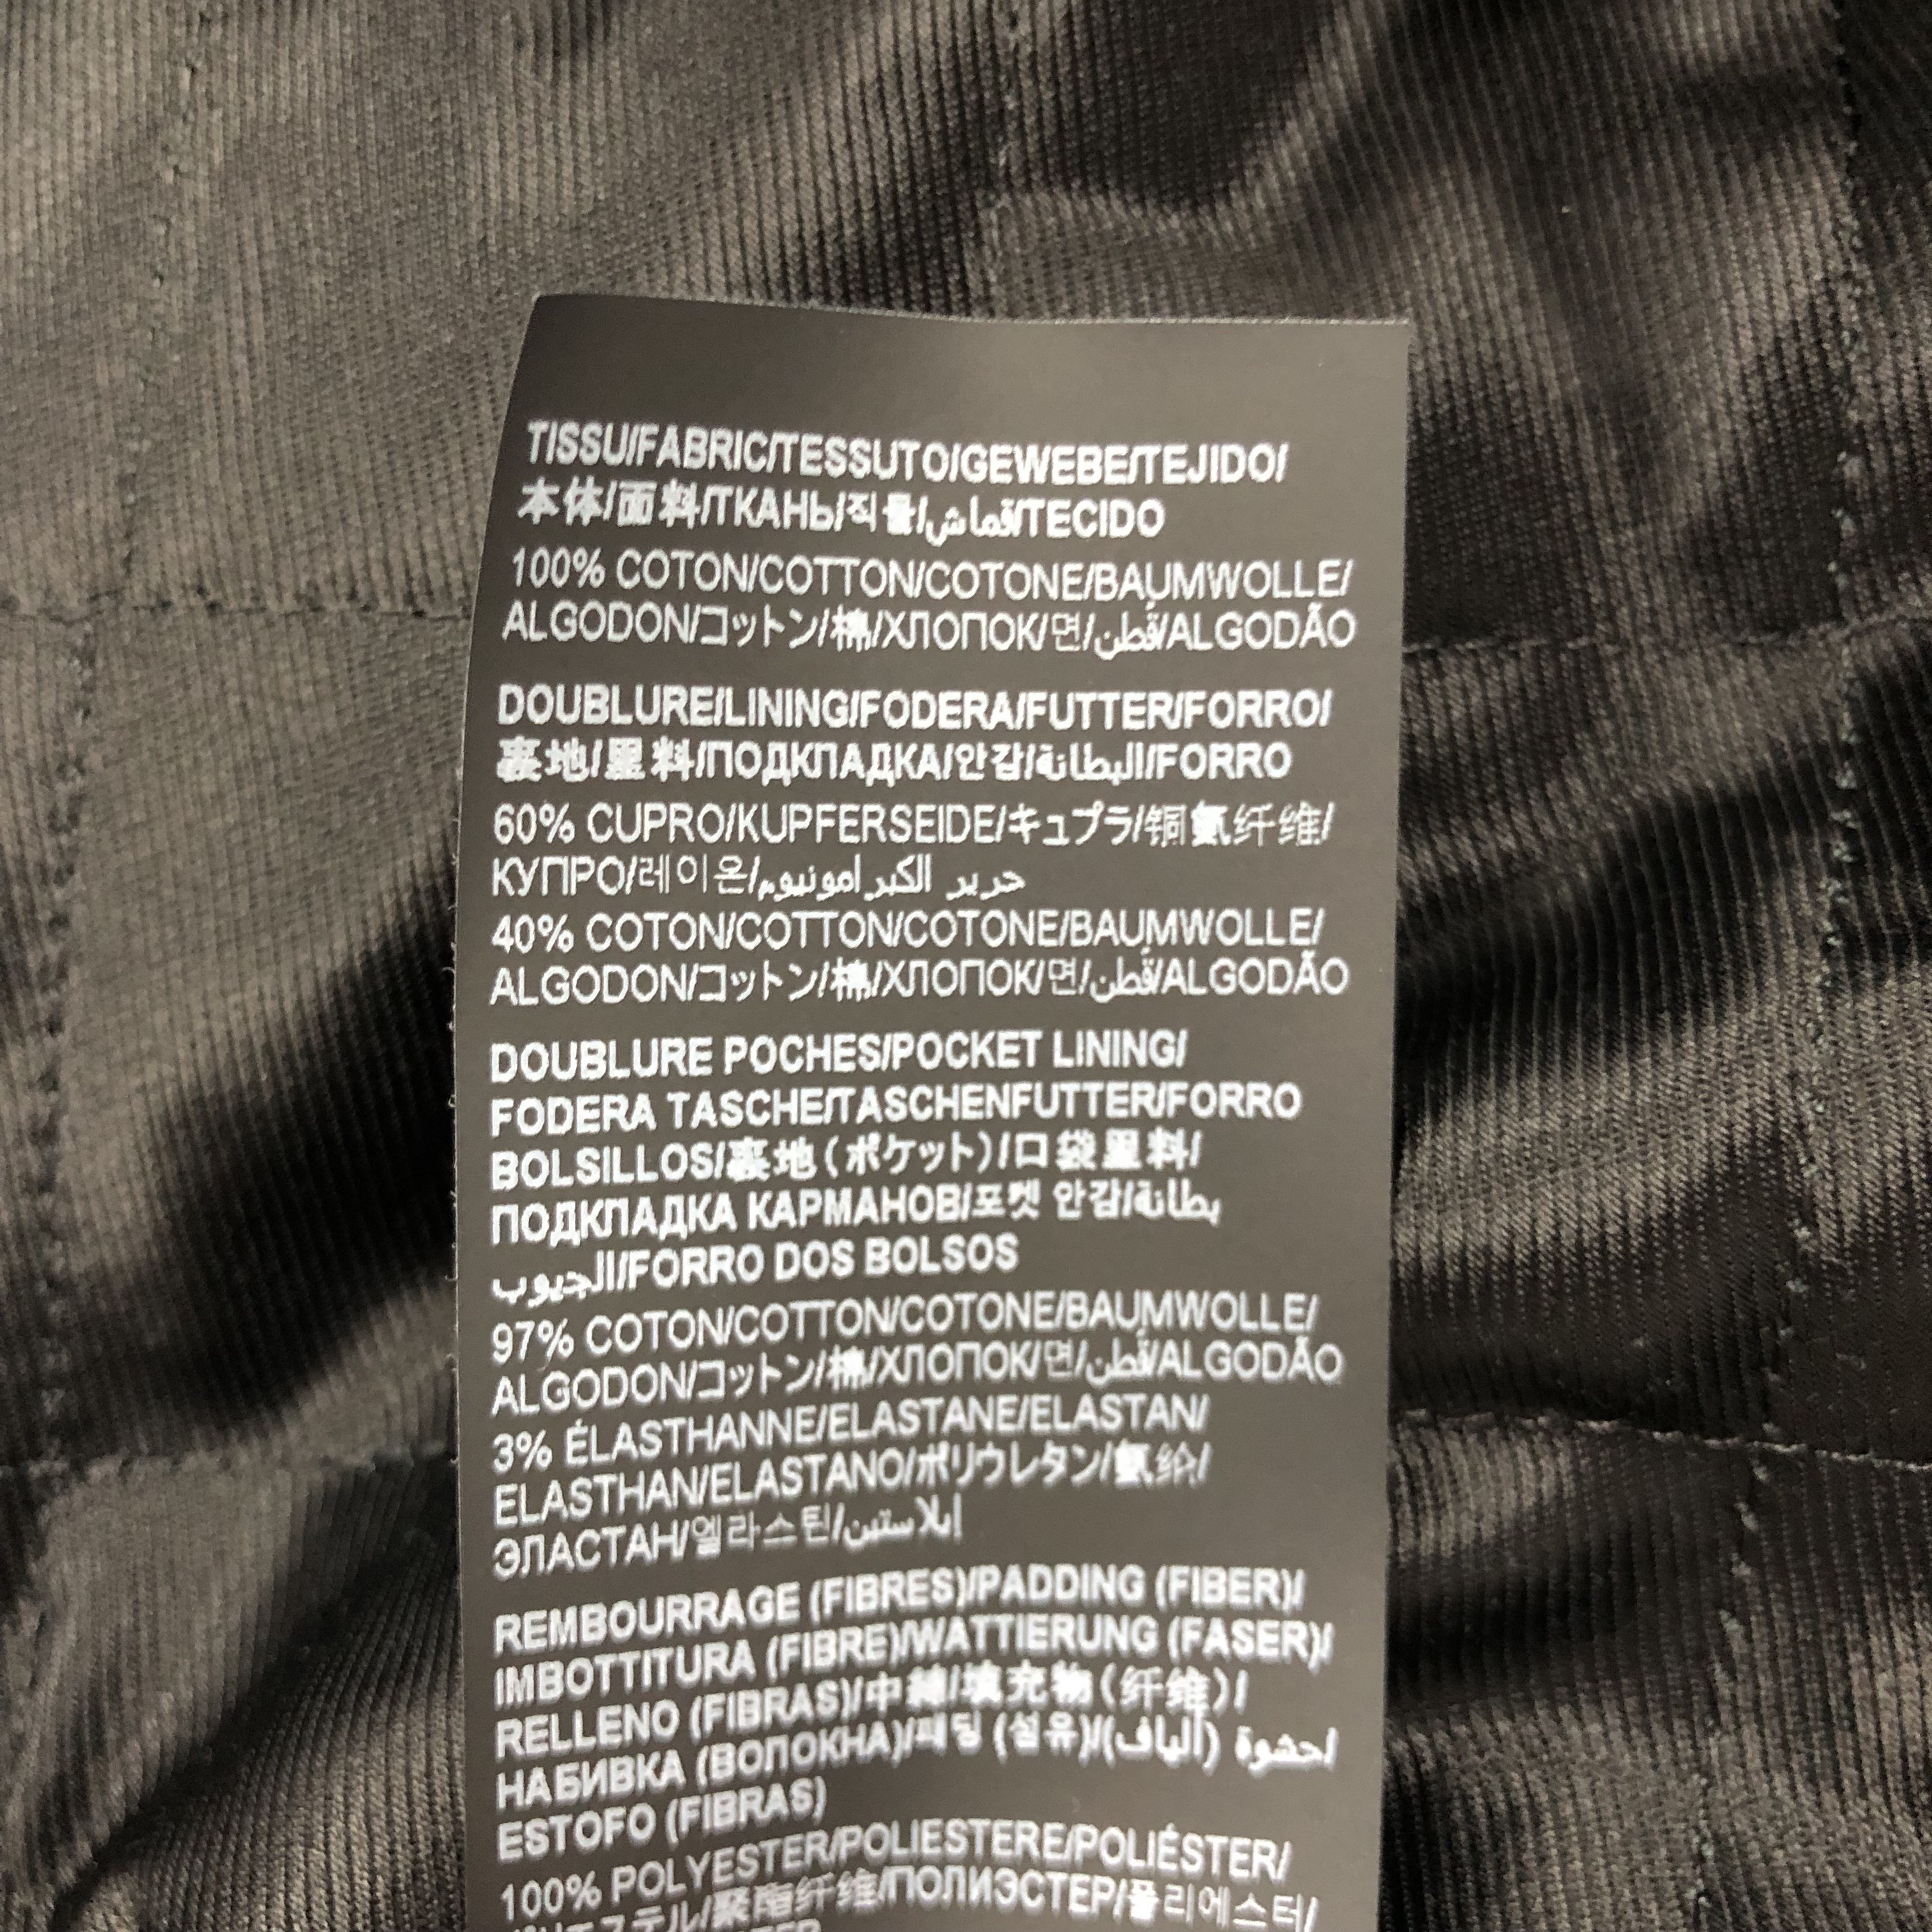 TISSU/FABRIC/TESSUTO/GEWEBE/TEJIDO/
本体/面料/ТКАНЬ/직물/قماش/TECIDO
100% COTON/COTTON/COTONE/BAUMWOLLE/
ALGODON/コットン/棉/ХЛОПОК/면/قطن/ALGODÃO
DOUBLURE/LINING/FODERA/FUTTER/FORRO/
裏地/里料/ПОДКЛАДКА/안감/البطانة/FORRO
60% CUPRO/KUPFERSEIDE/キュプラ/铜氨纤维/
КУПРО/레이온/حرير الكبر امونيوم
40% COTON/COTTON/COTONE/BAUMWOLLE/
ALGODON/コットン/棉/ХЛОПОК/면/قطن/ALGODÃO
DOUBLURE POCHES/POCKET LINING/
FODERA TASCHE/TASCHENFUTTER/FORRO
BOLSILLOS/裏地(ポケット)/口袋里料/
ПОДКЛАДКА КАРМАНОВ/포켓 안감/بطانة
الجيوب/FORRO DOS BOLSOS
97% COTON/COTTON/COTONE/BAUMWOLLE/
ALGODON/コットン/棉/ХЛОПОК/면/قطن/ALGODÃO
3% ÉLASTHANNE/ELASTANE/ELASTAN/
ELASTHAN/ELASTANO/ポリウレタン/氨纶/
ЭЛАСТАН/엘라스틴/إيلاستين
REMBOURRAGE (FIBRES)/PADDING (FIBER)/
IMBOTTITURA (FIBRE)/WATTIERUNG (FASER)/
RELLENO (FIBRAS)/中綿/填充物(纤维)/
НАБИВКА (ВОЛОКНА)/패딩 (섬유)/(ألياف) حشوة/
ESTOFO (FIBRAS)
100% POLYESTER/POLIESTERE/POLIÉSTER/
ポリエステル/聚酯纤维/ПОЛИЭСТЕР/폴리에스터/